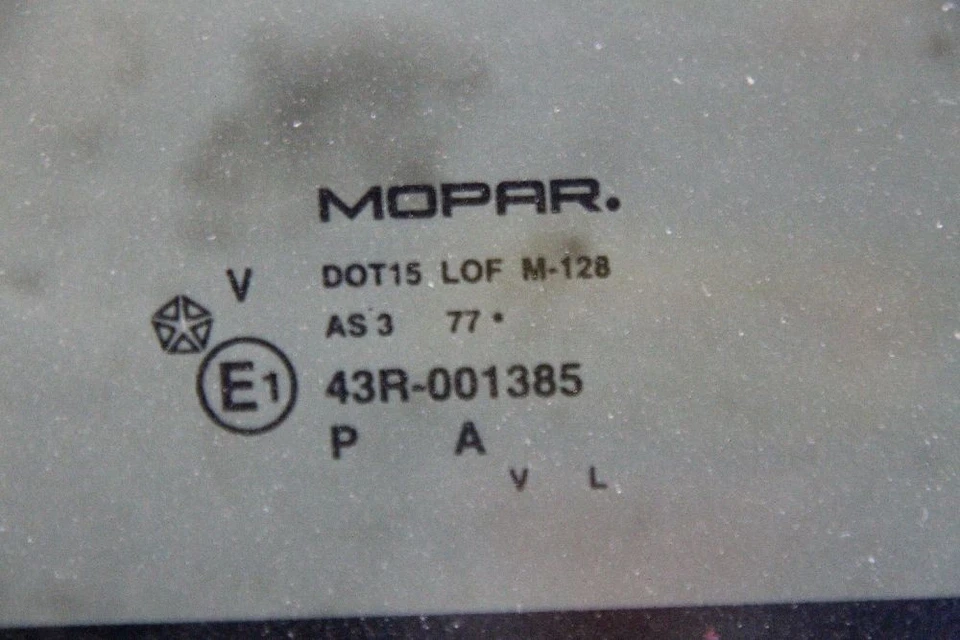 MOPAR.
V DOT15 LOF M-128
AS 3 77 •
E1 43R-001385
P A
V L